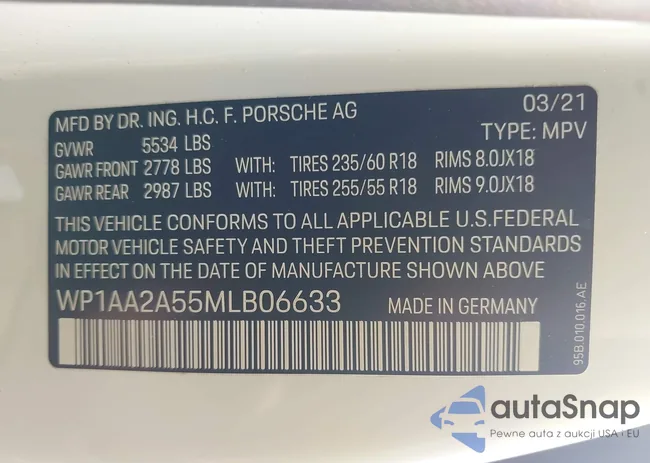 MFD BY DR. ING. H.C. F. PORSCHE AG 03/21
GVWR 5534 LBS TYPE: MPV
GAWR FRONT 2778 LBS WITH: TIRES 235/60 R18 RIMS 8.0JX18
GAWR REAR 2987 LBS WITH: TIRES 255/55 R18 RIMS 9.0JX18
THIS VEHICLE CONFORMS TO ALL APPLICABLE U.S.FEDERAL
MOTOR VEHICLE SAFETY AND THEFT PREVENTION STANDARDS
IN EFFECT ON THE DATE OF MANUFACTURE SHOWN ABOVE
WP1AA2A55MLB06633 MADE IN GERMANY
95B.010.016.AE
autaSnap
Pewne auta z aukcji USA i EU